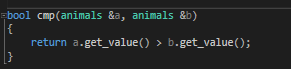 bool cmp(animals &a, animals &b)
{
    return a.get_value() > b.get_value();
}